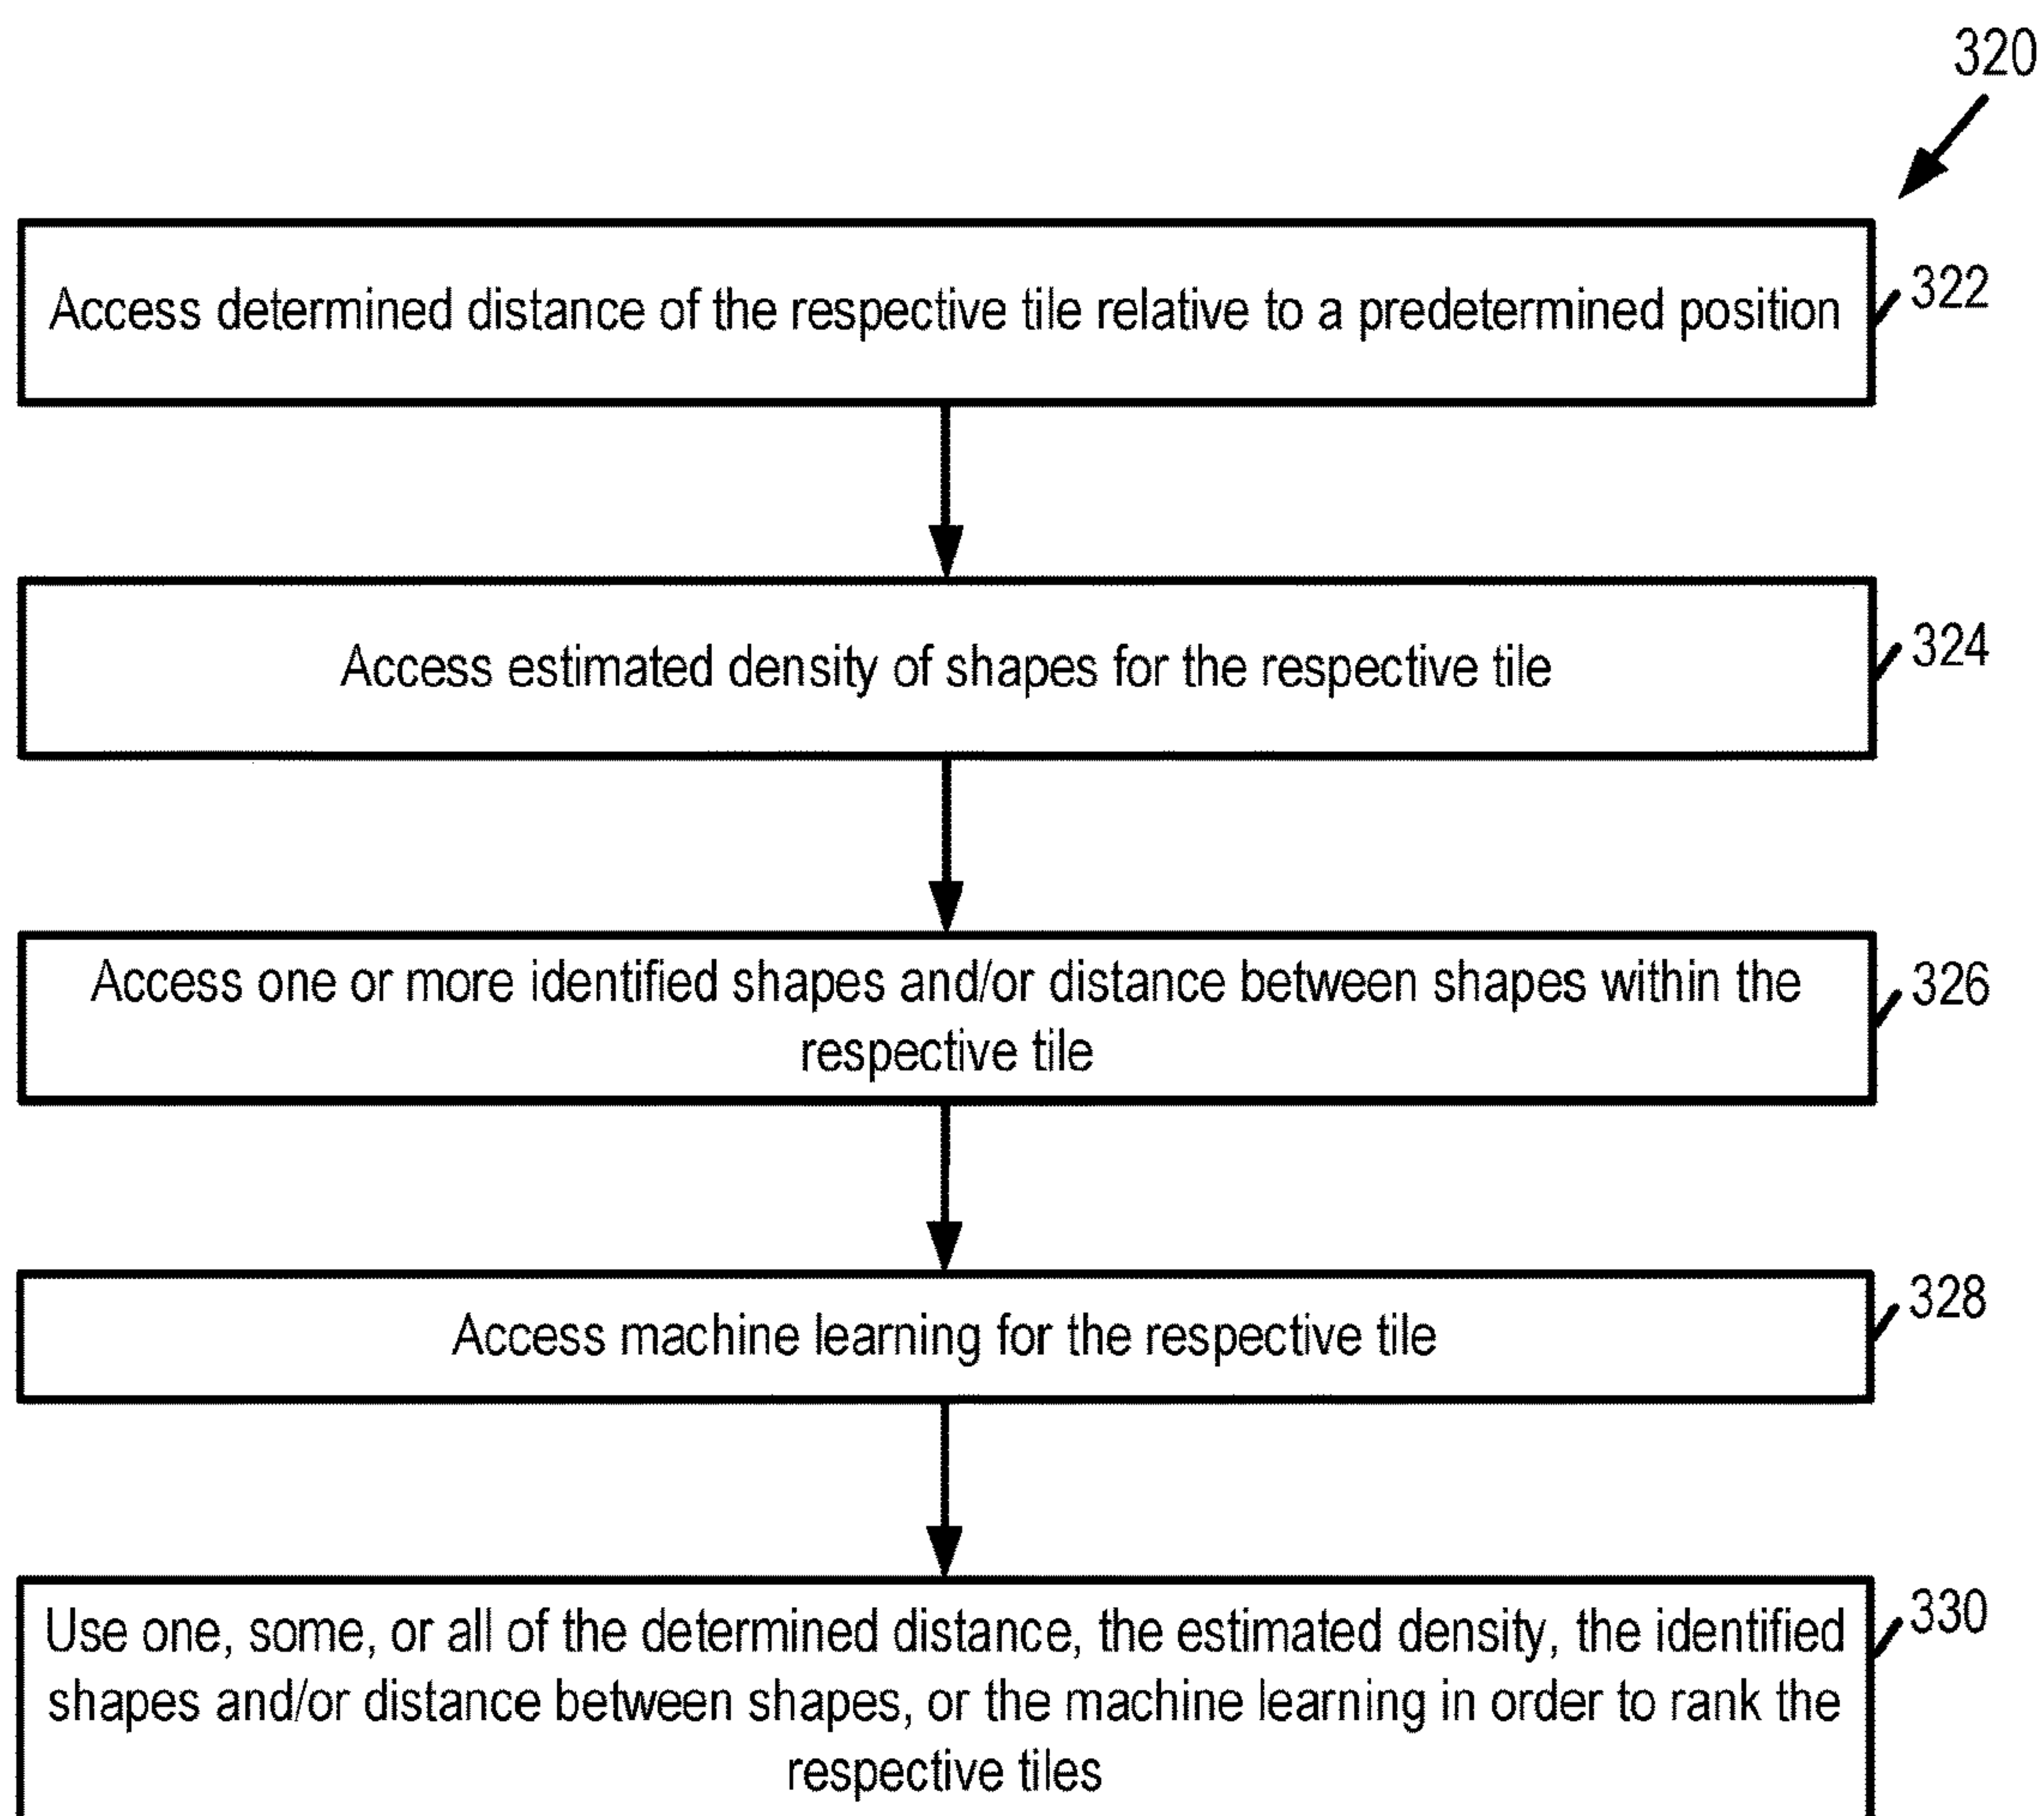 320
Access determined distance of the respective tile relative to a predetermined position
322
Access estimated density of shapes for the respective tile
324
Access one or more identified shapes and/or distance between shapes within the
respective tile
326
Access machine learning for the respective tile
328
Use one, some, or all of the determined distance, the estimated density, the identified
shapes and/or distance between shapes, or the machine learning in order to rank the
respective tiles
330